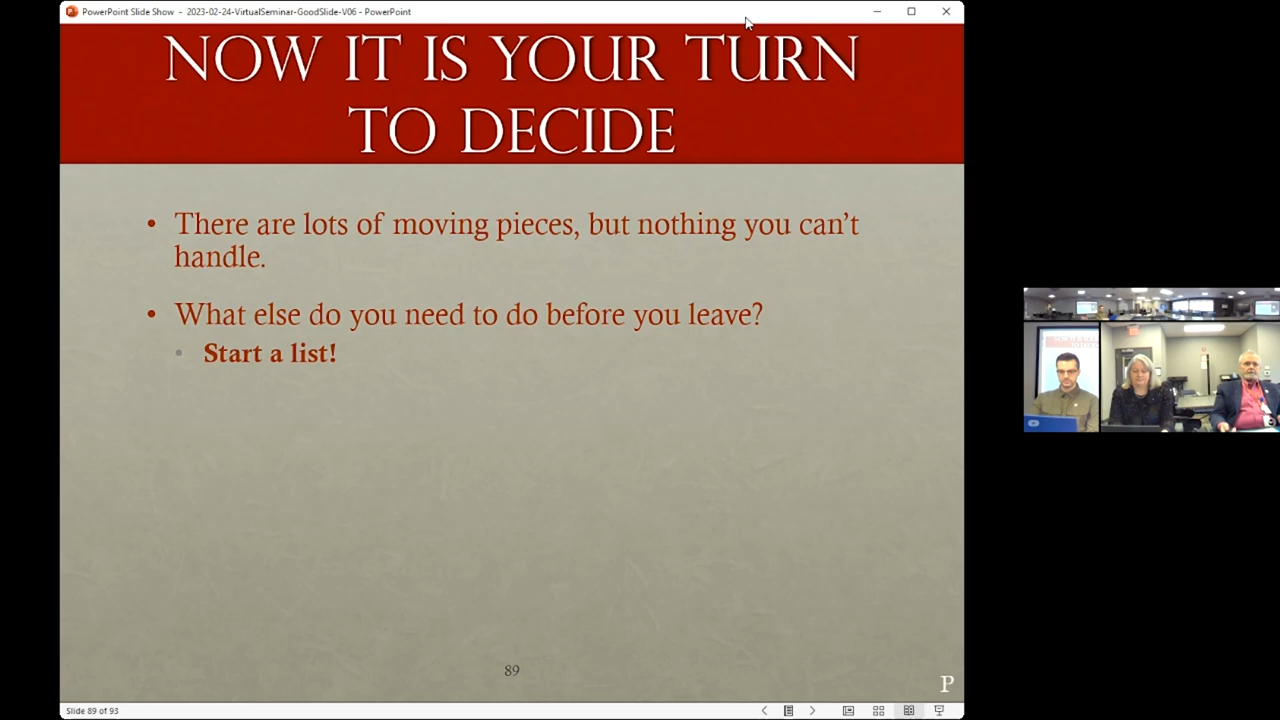 PowerPoint Slide Show - 2023-02-24-VirtualSeminar-GoodSlide-V06 - PowerPoint
NOW IT IS YOUR TURN
TO DECIDE
• There are lots of moving pieces, but nothing you can't
handle.
• What else do you need to do before you leave?
• Start a list!
89
P
Slide 89 of 93